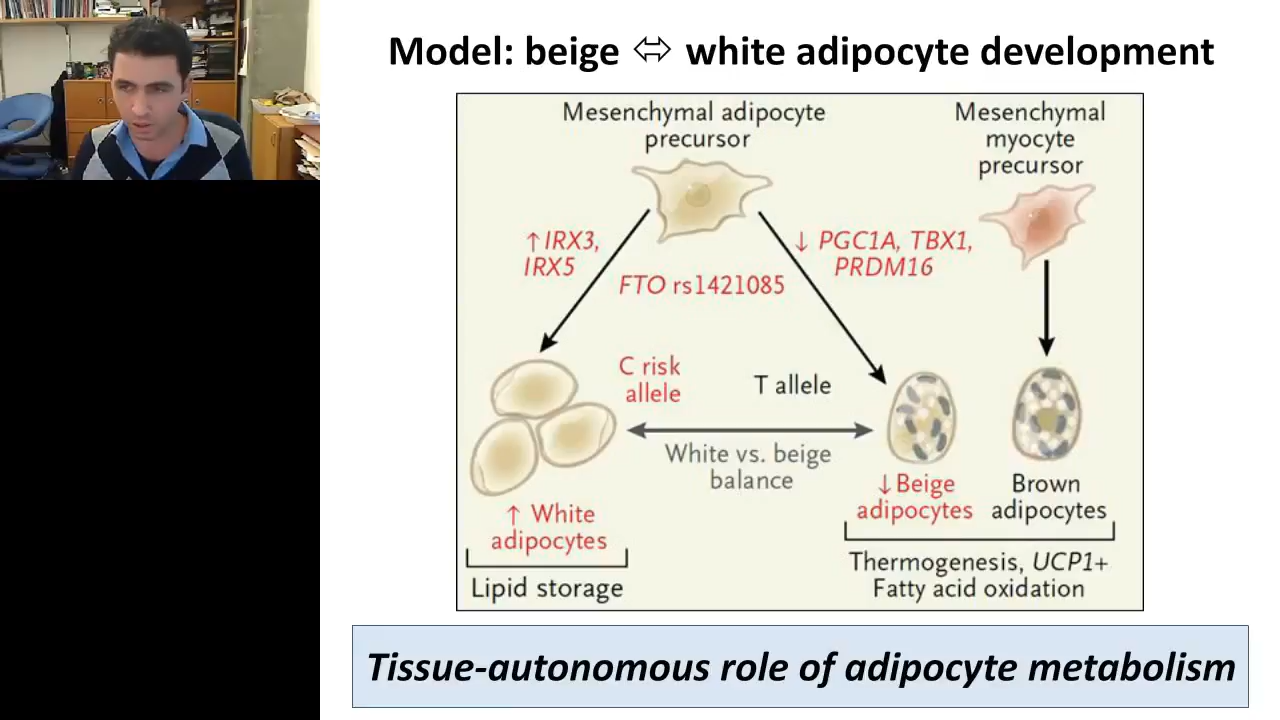 Model: beige ⬄ white adipocyte development
Mesenchymal adipocyte
precursor
Mesenchymal
myocyte
precursor
↑ IRX3,
IRX5
↓ PGC1A, TBX1,
PRDM16
FTO rs1421085
C risk
allele
T allele
White vs. beige
balance
↑ White
adipocytes
↓ Beige
adipocytes
Brown
adipocytes
Lipid storage
Thermogenesis, UCP1+
Fatty acid oxidation
Tissue-autonomous role of adipocyte metabolism